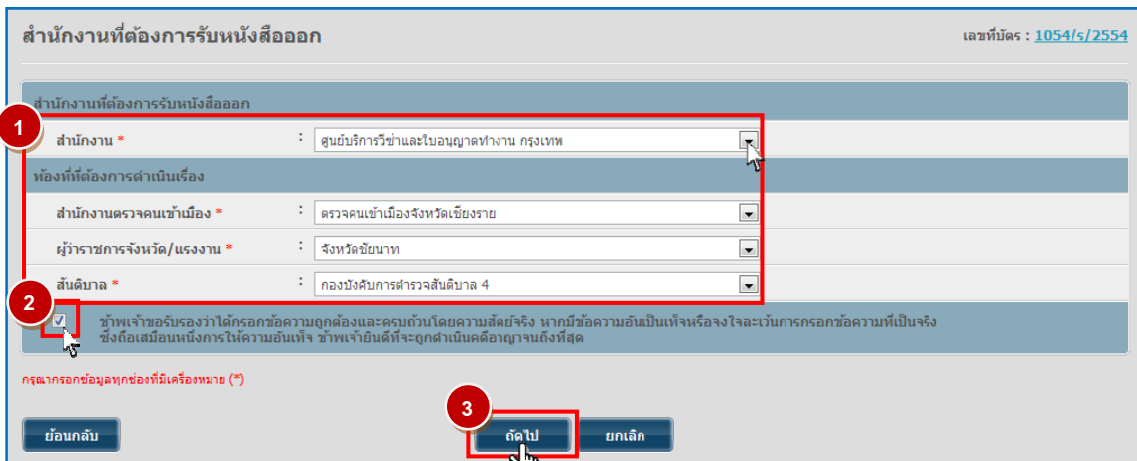 สำนักงานที่ต้องการรับหนังสือออก
เลขที่บัตร : 1054/ร/2554
สำนักงานที่ต้องการรับหนังสือออก
1
สำนักงาน * : ศูนย์บริการวีซ่าและใบอนุญาตทำงาน กรุงเทพ
ท้องที่ที่ต้องการดำเนินเรื่อง
สำนักงานตรวจคนเข้าเมือง * : ตรวจคนเข้าเมืองจังหวัดเชียงราย
ผู้ว่าราชการจังหวัด/แรงงาน * : จังหวัดชัยนาท
สันติบาล * : กองบังคับการตำรวจสันติบาล 4
2
ข้าพเจ้าขอรับรองว่าได้กรอกข้อความถูกต้องและครบถ้วนโดยความสัตย์จริง หากมีข้อความอันเป็นเท็จหรือจงใจละเว้นการกรอกข้อความที่เป็นจริง
ซึ่งถือเสมือนหนึ่งการให้ความอันเท็จ ข้าพเจ้ายินดีที่จะถูกดำเนินคดีอาญาจนถึงที่สุด
กรุณากรอกข้อมูลทุกช่องที่มีเครื่องหมาย (*)
3
ย้อนกลับ
ถัดไป
ยกเลิก